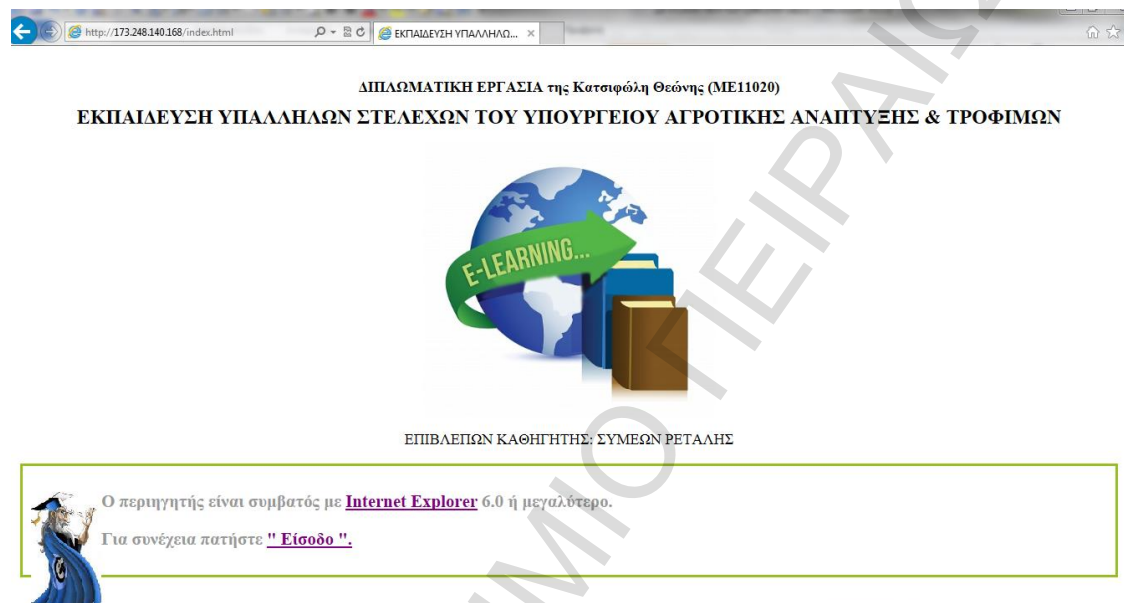 http://173.248.140.168/index.html
ΕΚΠΑΙΔΕΥΣΗ ΥΠΑΛΛΗΛΩ...
ΔΙΠΛΩΜΑΤΙΚΗ ΕΡΓΑΣΙΑ της Κατσιφώλη Θεώνης (ΜΕ11020)
ΕΚΠΑΙΔΕΥΣΗ ΥΠΑΛΛΗΛΩΝ ΣΤΕΛΕΧΩΝ ΤΟΥ ΥΠΟΥΡΓΕΙΟΥ ΑΓΡΟΤΙΚΗΣ ΑΝΑΠΤΥΞΗΣ & ΤΡΟΦΙΜΩΝ
E-LEARNING...
ΕΠΙΒΛΕΠΩΝ ΚΑΘΗΓΗΤΗΣ: ΣΥΜΕΩΝ ΡΕΤΑΛΗΣ
Ο περιηγητής είναι συμβατός με Internet Explorer 6.0 ή μεγαλύτερο.
Για συνέχεια πατήστε " Είσοδο ".